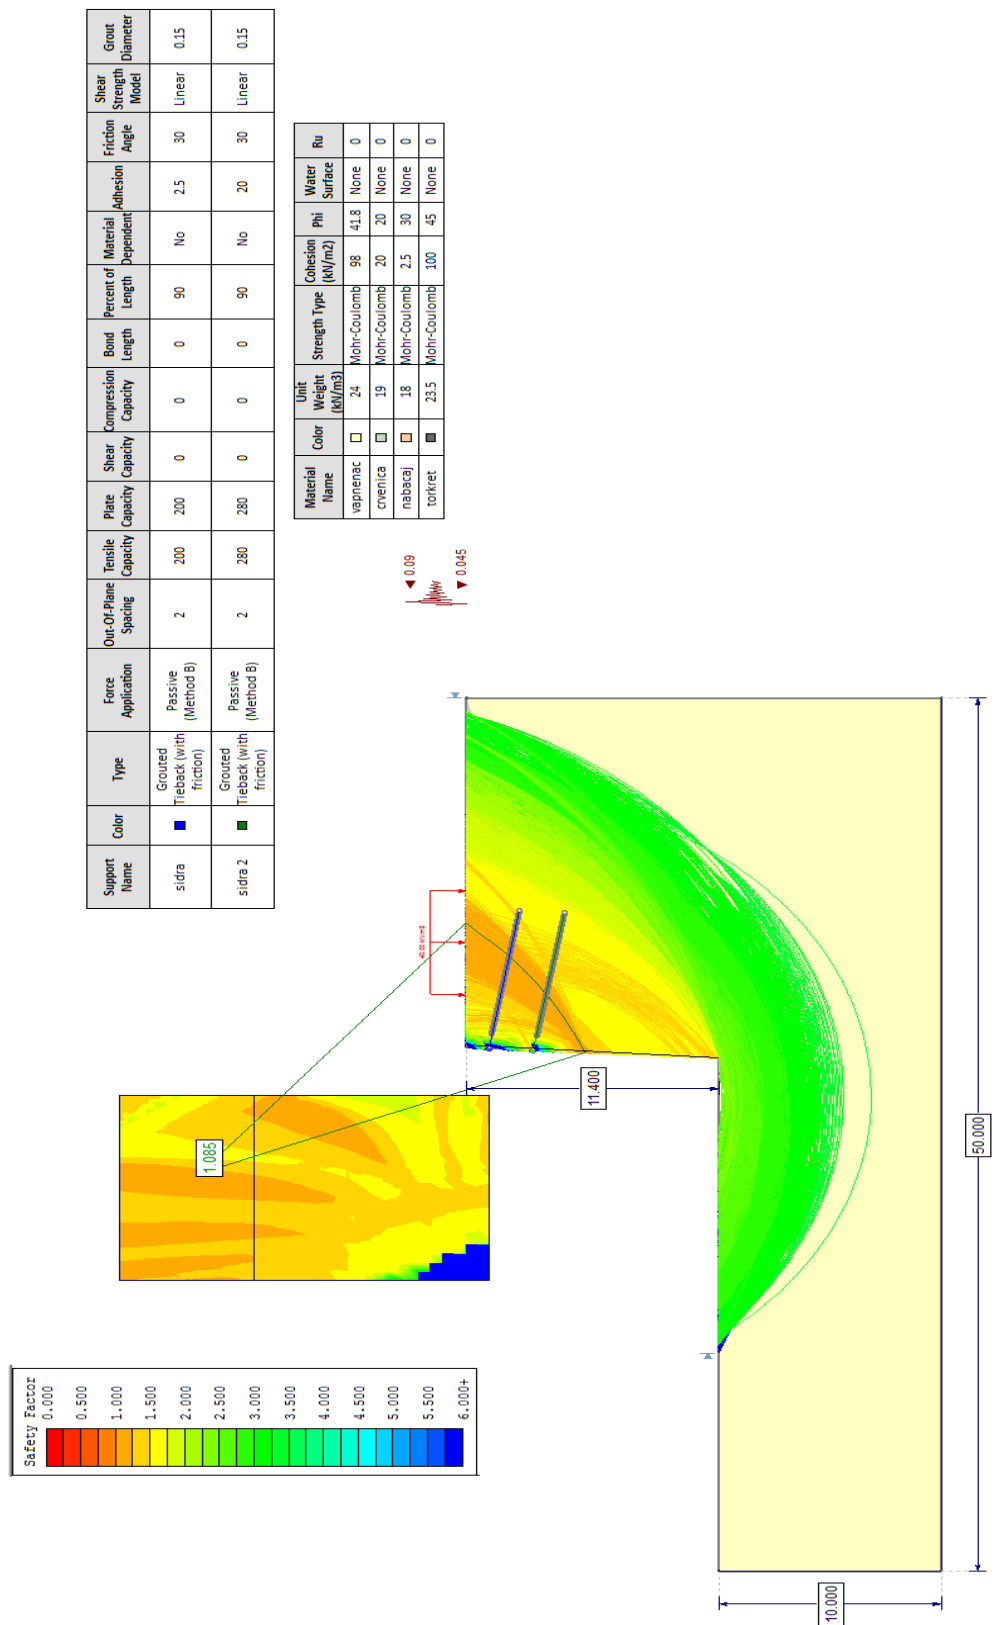 Support Name | Color | Type | Force Application | Out-Of-Plane Spacing | Tensile Capacity | Plate Capacity | Shear Capacity | Compression Capacity | Bond Length | Percent of Length | Material Dependent | Adhesion | Friction Angle | Shear Strength Model | Grout Diameter
sidra | Grouted Tieback (with friction) | Passive (Method B) | 2 | 200 | 200 | 0 | 0 | 0 | 90 | No | 2.5 | 30 | Linear | 0.15
sidra 2 | Grouted Tieback (with friction) | Passive (Method B) | 2 | 280 | 280 | 0 | 0 | 0 | 90 | No | 20 | 30 | Linear | 0.15
Material Name | Color | Unit Weight (kN/m3) | Strength Type | Cohesion (kN/m2) | Phi | Water Surface | Ru
vapnenac | 24 | Mohr-Coulomb | 98 | 41.8 | None | 0
crvenica | 19 | Mohr-Coulomb | 20 | 20 | None | 0
nabacaj | 18 | Mohr-Coulomb | 2.5 | 30 | None | 0
torkret | 23.5 | Mohr-Coulomb | 100 | 45 | None | 0
0.09
0.045
Safety Factor
0.000
0.500
1.000
1.500
2.000
2.500
3.000
3.500
4.000
4.500
5.000
5.500
6.000+
1.085
11.400
10.000
50.000